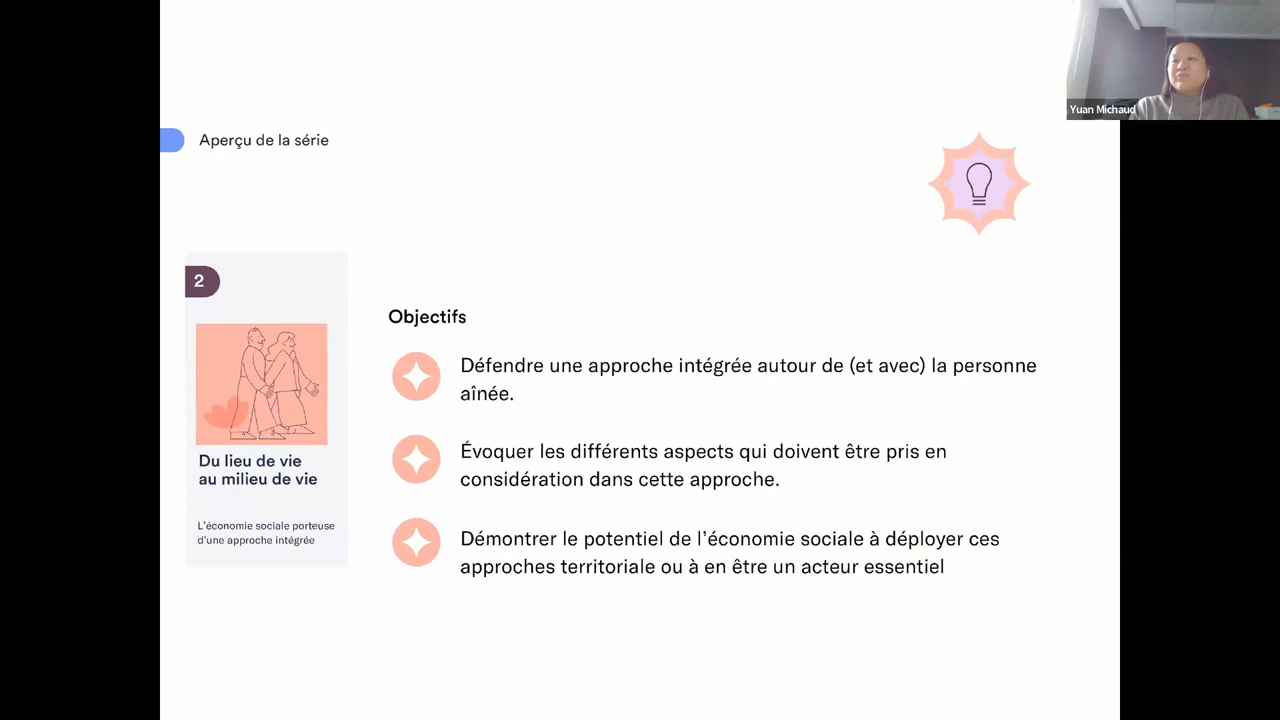 Yuan Michaud
Aperçu de la série
2
Du lieu de vie
au milieu de vie
L'économie sociale porteuse
d'une approche intégrée
Objectifs
Défendre une approche intégrée autour de (et avec) la personne
aînée.
Évoquer les différents aspects qui doivent être pris en
considération dans cette approche.
Démontrer le potentiel de l'économie sociale à déployer ces
approches territoriale ou à en être un acteur essentiel